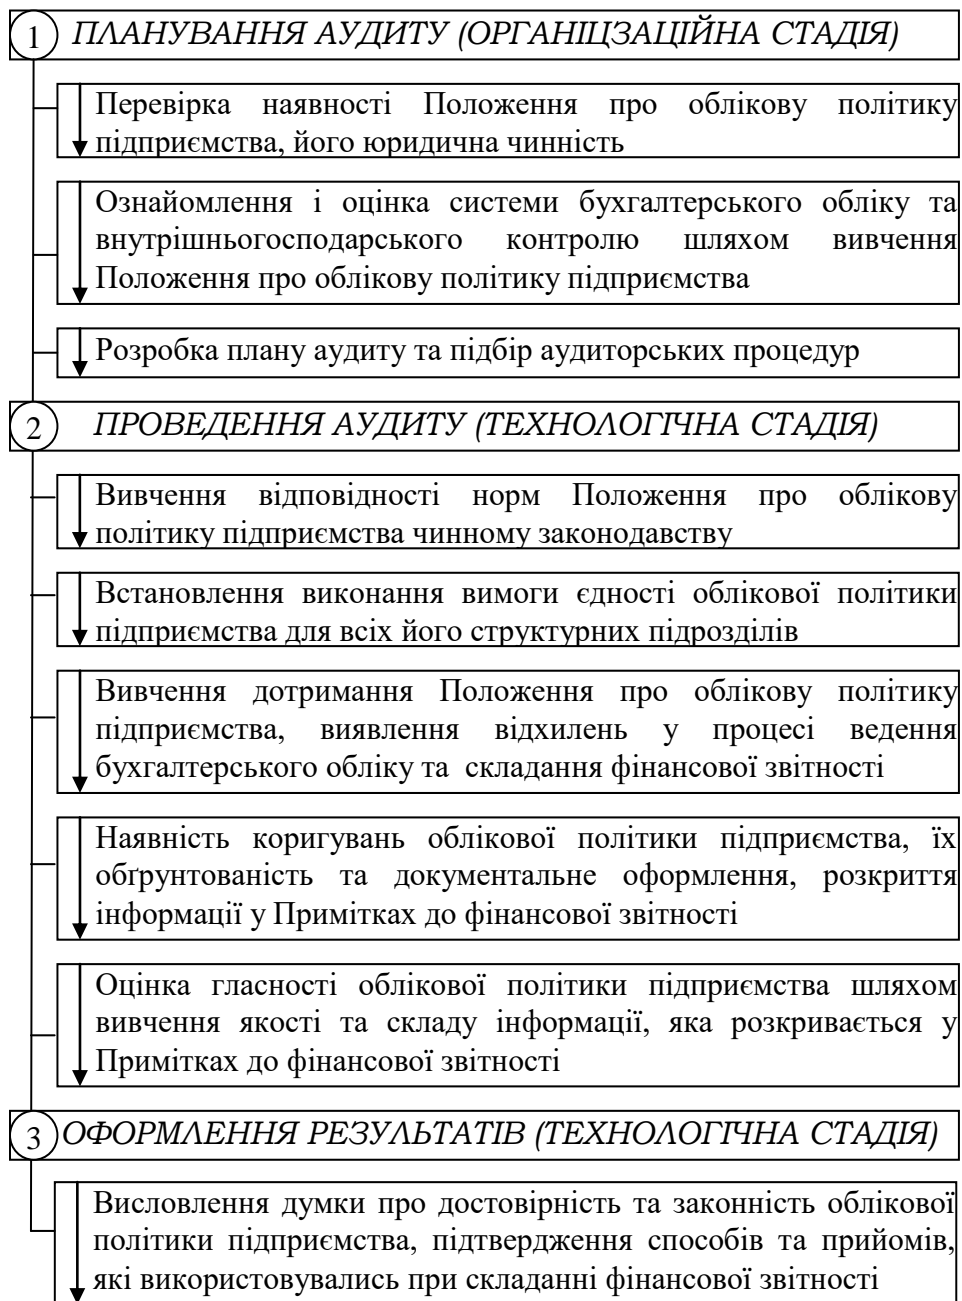 1 ПЛАНУВАННЯ АУДИТУ (ОРГАНІЦЗАЦІЙНА СТАДІЯ)
Перевірка наявності Положення про облікову політику
підприємства, його юридична чинність
Ознайомлення і оцінка системи бухгалтерського обліку та
внутрішньогосподарського контролю шляхом вивчення
Положення про облікову політику підприємства
Розробка плану аудиту та підбір аудиторських процедур
2 ПРОВЕДЕННЯ АУДИТУ (ТЕХНОЛОГІЧНА СТАДІЯ)
Вивчення відповідності норм Положення про облікову
політику підприємства чинному законодавству
Встановлення виконання вимоги єдності облікової політики
підприємства для всіх його структурних підрозділів
Вивчення дотримання Положення про облікову політику
підприємства, виявлення відхилень у процесі ведення
бухгалтерського обліку та складання фінансової звітності
Наявність коригувань облікової політики підприємства, їх
обґрунтованість та документальне оформлення, розкриття
інформації у Примітках до фінансової звітності
Оцінка гласності облікової політики підприємства шляхом
вивчення якості та складу інформації, яка розкривається у
Примітках до фінансової звітності
3 ОФОРМЛЕННЯ РЕЗУЛЬТАТІВ (ТЕХНОЛОГІЧНА СТАДІЯ)
Висловлення думки про достовірність та законність облікової
політики підприємства, підтвердження способів та прийомів,
які використовувались при складанні фінансової звітності